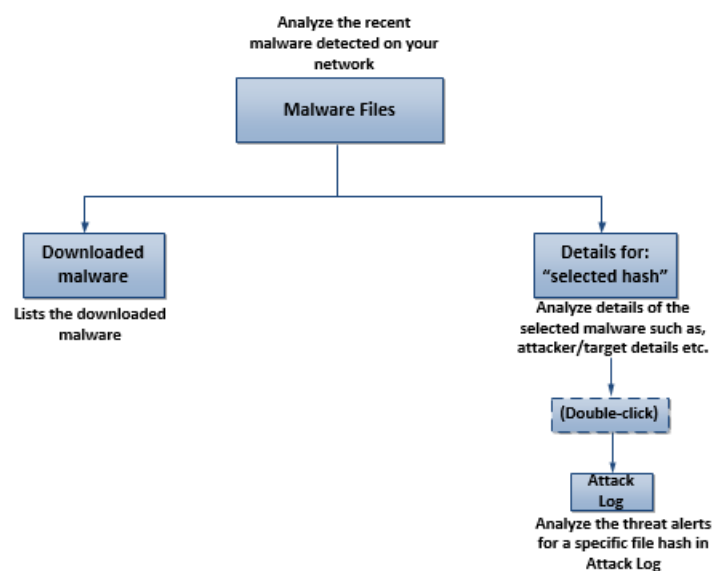 Analyze the recent
malware detected on your
network
Malware Files
Downloaded
malware
Lists the downloaded
malware
Details for:
“selected hash”
Analyze details of the
selected malware such as,
attacker/target details etc.
(Double-click)
Attack
Log
Analyze the threat alerts
for a specific file hash in
Attack Log